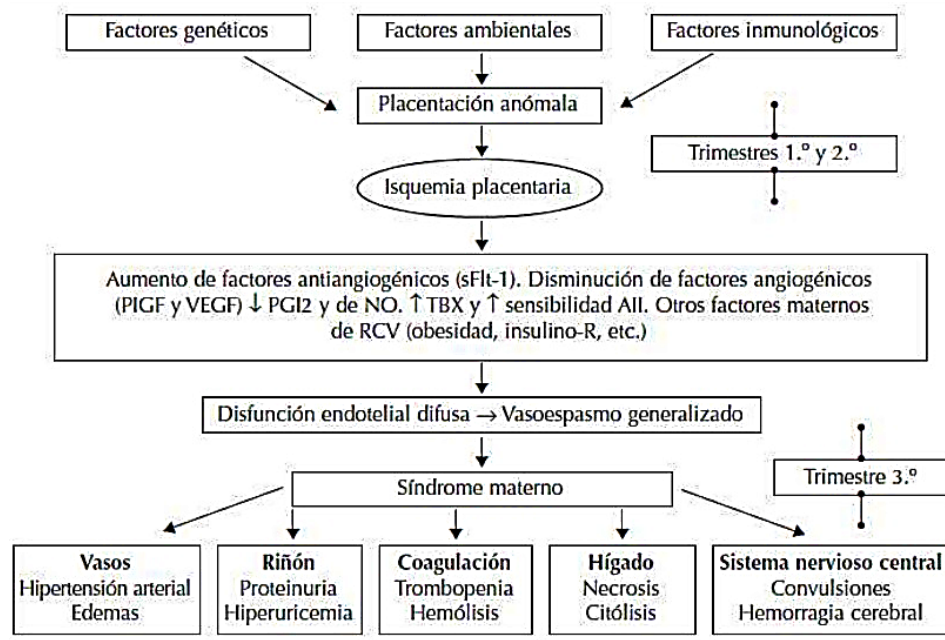 Factores genéticos
Factores ambientales
Factores inmunológicos
Placentación anómala
Trimestres 1.º y 2.º
Isquemia placentaria
Aumento de factores antiangiogénicos (sFlt-1). Disminución de factores angiogénicos
(PIGF y VEGF) ↓ PGI2 y de NO. ↑ TBX y ↑ sensibilidad AII. Otros factores maternos
de RCV (obesidad, insulino-R, etc.)
Disfunción endotelial difusa → Vasoespasmo generalizado
Trimestre 3.º
Síndrome materno
Vasos
Hipertensión arterial
Edemas
Riñón
Proteinuria
Hiperuricemia
Coagulación
Trombopenia
Hemólisis
Hígado
Necrosis
Citólisis
Sistema nervioso central
Convulsiones
Hemorragia cerebral